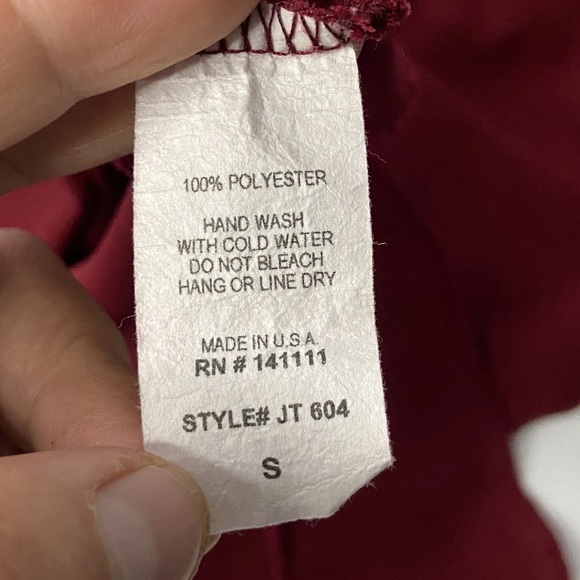 100% POLYESTER
HAND WASH
WITH COLD WATER
DO NOT BLEACH
HANG OR LINE DRY
MADE IN U.S.A.
RN # 141111
STYLE# JT 604
S